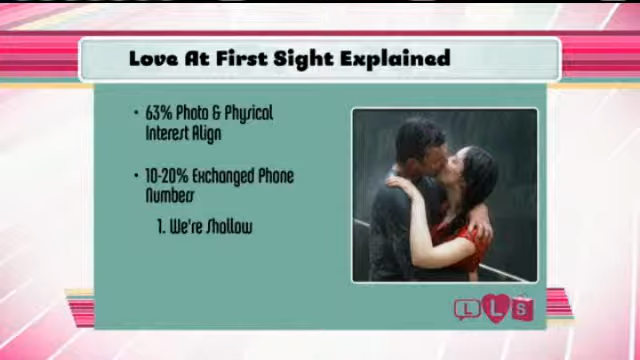 Love At First Sight Explained
• 63% Photo & Physical
Interest Align
• 10-20% Exchanged Phone
Numbers
1. We're Shallow
L L S